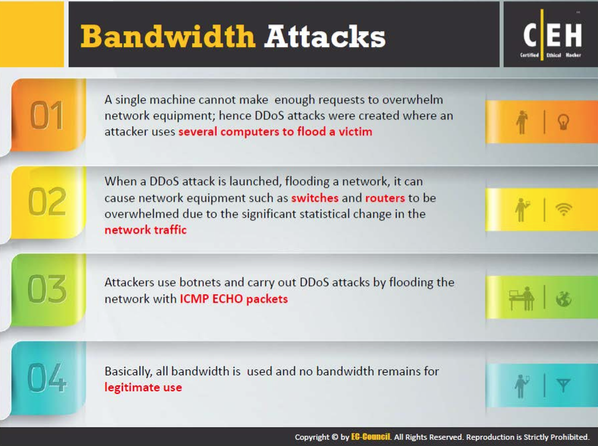 Bandwidth Attacks
C|EH
Certified Ethical Hacker
01
A single machine cannot make enough requests to overwhelm
network equipment; hence DDoS attacks were created where an
attacker uses several computers to flood a victim
02
When a DDoS attack is launched, flooding a network, it can
cause network equipment such as switches and routers to be
overwhelmed due to the significant statistical change in the
network traffic
03
Attackers use botnets and carry out DDoS attacks by flooding the
network with ICMP ECHO packets
04
Basically, all bandwidth is used and no bandwidth remains for
legitimate use
Copyright © by EG-Council. All Rights Reserved. Reproduction is Strictly Prohibited.